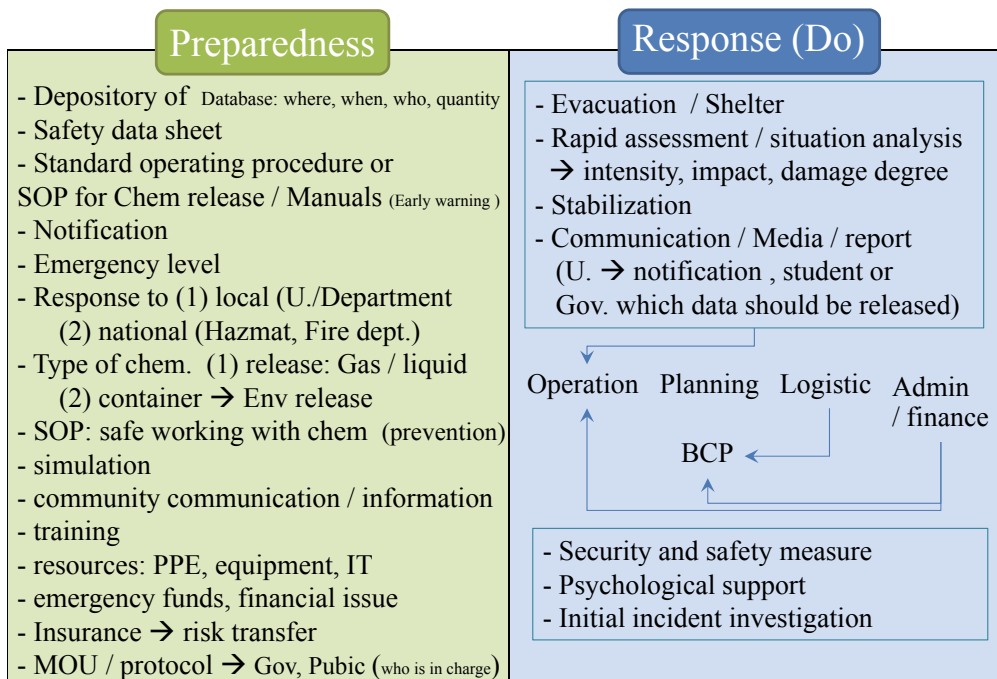 Preparedness
- Depository of Database: where, when, who, quantity
- Safety data sheet
- Standard operating procedure or
SOP for Chem release / Manuals (Early warning )
- Notification
- Emergency level
- Response to (1) local (U./Department
(2) national (Hazmat, Fire dept.)
- Type of chem. (1) release: Gas / liquid
(2) container → Env release
- SOP: safe working with chem (prevention)
- simulation
- community communication / information
- training
- resources: PPE, equipment, IT
- emergency funds, financial issue
- Insurance → risk transfer
- MOU / protocol → Gov, Pubic (who is in charge)
Response (Do)
- Evacuation / Shelter
- Rapid assessment / situation analysis
→ intensity, impact, damage degree
- Stabilization
- Communication / Media / report
(U. → notification , student or
Gov. which data should be released)
Operation Planning Logistic Admin
/ finance
BCP
- Security and safety measure
- Psychological support
- Initial incident investigation